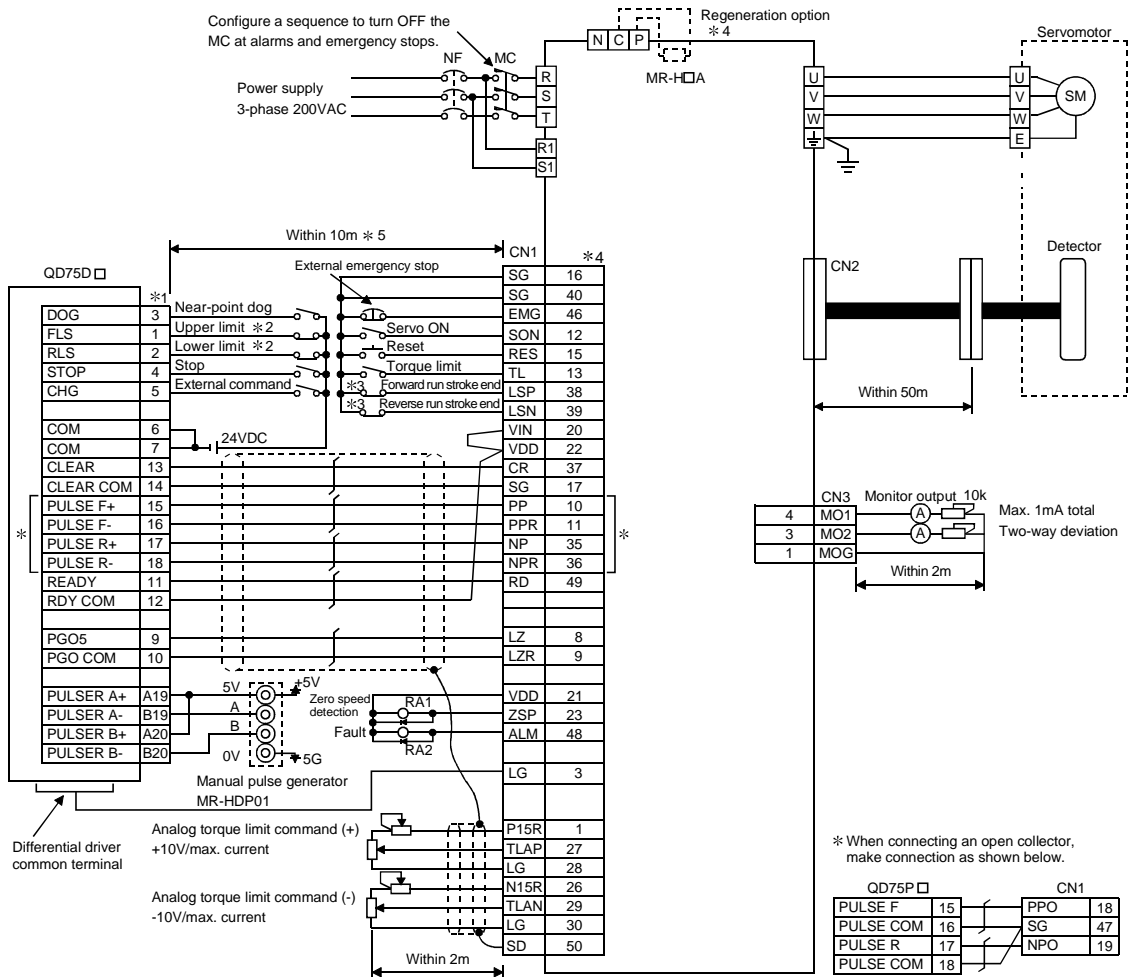 Configure a sequence to turn OFF the
MC at alarms and emergency stops.
NF MC
Power supply
3-phase 200VAC
R
S
T
R1
S1
N C P
Regeneration option
*4
MR-H□A
U
V
W
Servomotor
U
V
W
E
SM
Within 10m *5
CN1
*4
External emergency stop
QD75D□
*1
DOG 3 Near-point dog
FLS 1 Upper limit *2
RLS 2 Lower limit *2
STOP 4 Stop
CHG 5 External command
COM 6
COM 7 24VDC
CLEAR 13
CLEAR COM 14
PULSE F+ 15
PULSE F- 16
PULSE R+ 17
PULSE R- 18
*
READY 11
RDY COM 12
PGO5 9
PGO COM 10
PULSER A+ A19
PULSER A- B19
PULSER B+ A20
PULSER B- B20
SG 16
SG 40
EMG 46
Servo ON SON 12
Reset RES 15
Torque limit TL 13
*3 Forward run stroke end LSP 38
*3 Reverse run stroke end LSN 39
VIN 20
VDD 22
CR 37
SG 17
PP 10
PPR 11
NP 35
NPR 36
*
RD 49
LZ 8
LZR 9
VDD 21
ZSP 23
ALM 48
LG 3
P15R 1
TLAP 27
LG 28
N15R 26
TLAN 29
LG 30
SD 50
5V +5V
A
B
0V 5G
Zero speed
detection
RA1
Fault
RA2
Manual pulse generator
MR-HDP01
Differential driver
common terminal
Analog torque limit command (+)
+10V/max. current
Analog torque limit command (-)
-10V/max. current
Within 2m
CN2
Detector
Within 50m
CN3 Monitor output 10k
4 MO1 A Max. 1mA total
3 MO2 A Two-way deviation
1 MOG
Within 2m
* When connecting an open collector,
make connection as shown below.
QD75P□ CN1
PULSE F 15 PPO 18
PULSE COM 16 SG 47
PULSE R 17 NPO 19
PULSE COM 18